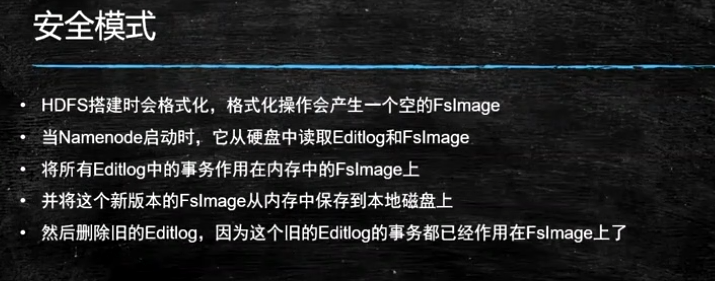 安全模式
• HDFS搭建时会格式化，格式化操作会产生一个空的FsImage
• 当Namenode启动时，它从硬盘中读取Editlog和FsImage
• 将所有Editlog中的事务作用在内存中的FsImage上
• 并将这个新版本的FsImage从内存中保存到本地磁盘上
• 然后删除旧的Editlog，因为这个旧的Editlog的事务都已经作用在FsImage上了